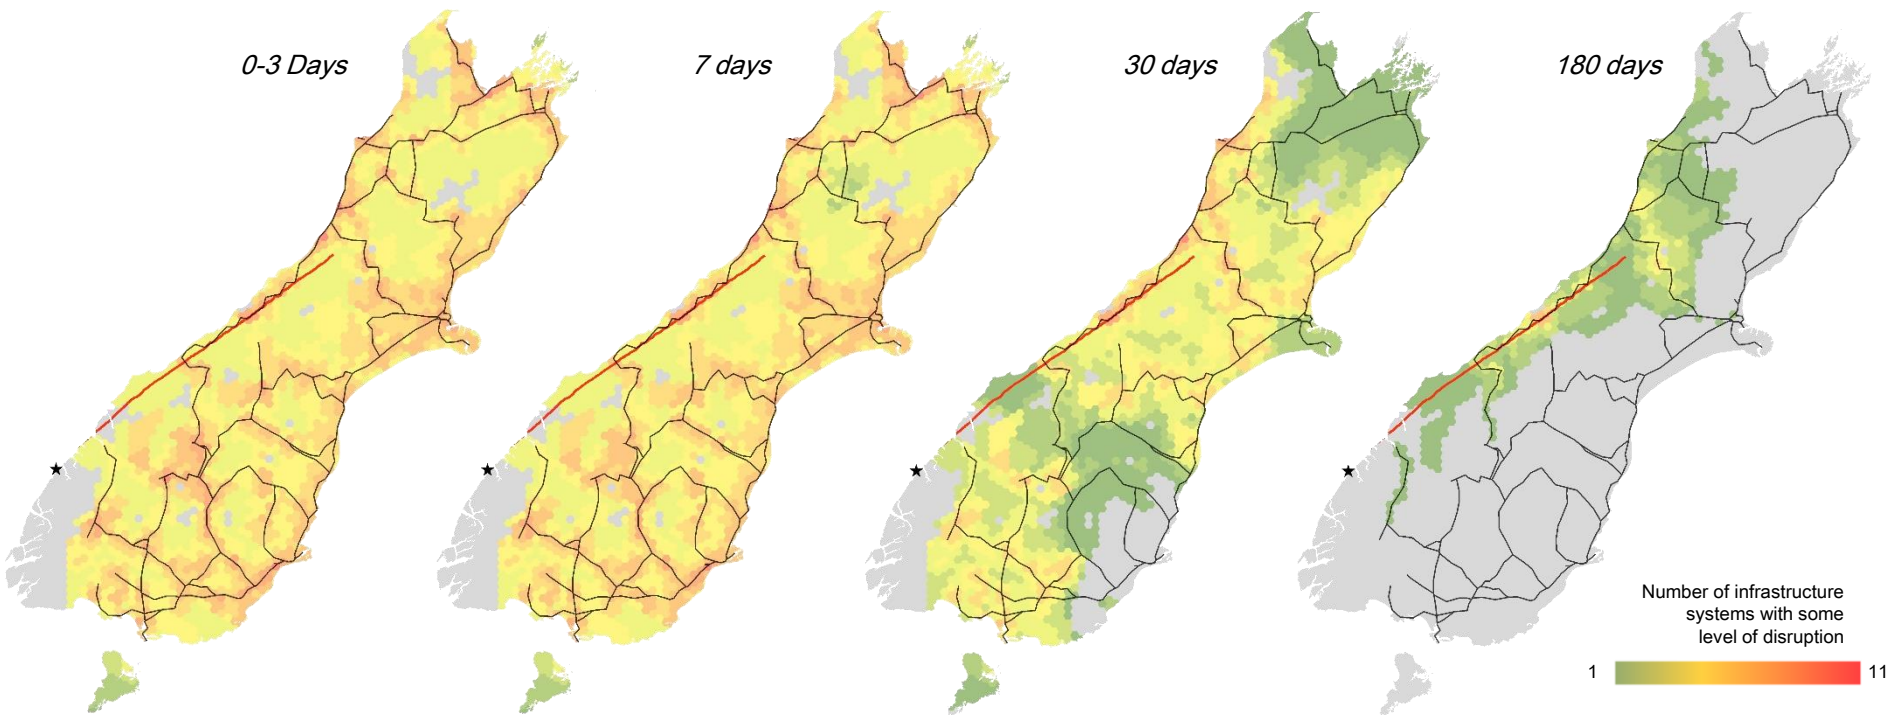 0-3 Days
7 days
30 days
180 days
Number of infrastructure
systems with some
level of disruption
1
11